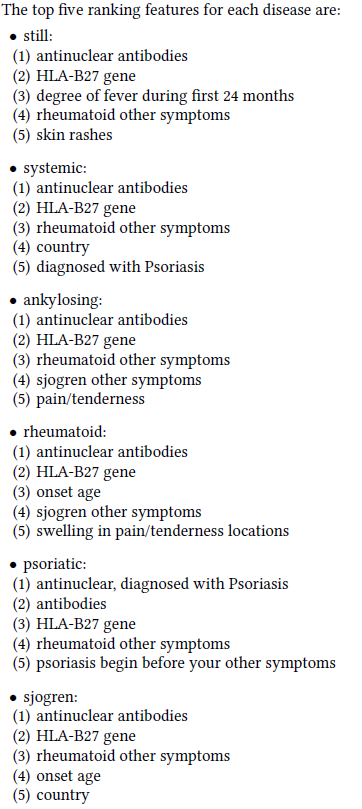 The top five ranking features for each disease are:
• still:
(1) antinuclear antibodies
(2) HLA-B27 gene
(3) degree of fever during first 24 months
(4) rheumatoid other symptoms
(5) skin rashes
• systemic:
(1) antinuclear antibodies
(2) HLA-B27 gene
(3) rheumatoid other symptoms
(4) country
(5) diagnosed with Psoriasis
• ankylosing:
(1) antinuclear antibodies
(2) HLA-B27 gene
(3) rheumatoid other symptoms
(4) sjogren other symptoms
(5) pain/tenderness
• rheumatoid:
(1) antinuclear antibodies
(2) HLA-B27 gene
(3) onset age
(4) sjogren other symptoms
(5) swelling in pain/tenderness locations
• psoriatic:
(1) antinuclear, diagnosed with Psoriasis
(2) antibodies
(3) HLA-B27 gene
(4) rheumatoid other symptoms
(5) psoriasis begin before your other symptoms
• sjogren:
(1) antinuclear antibodies
(2) HLA-B27 gene
(3) rheumatoid other symptoms
(4) onset age
(5) country